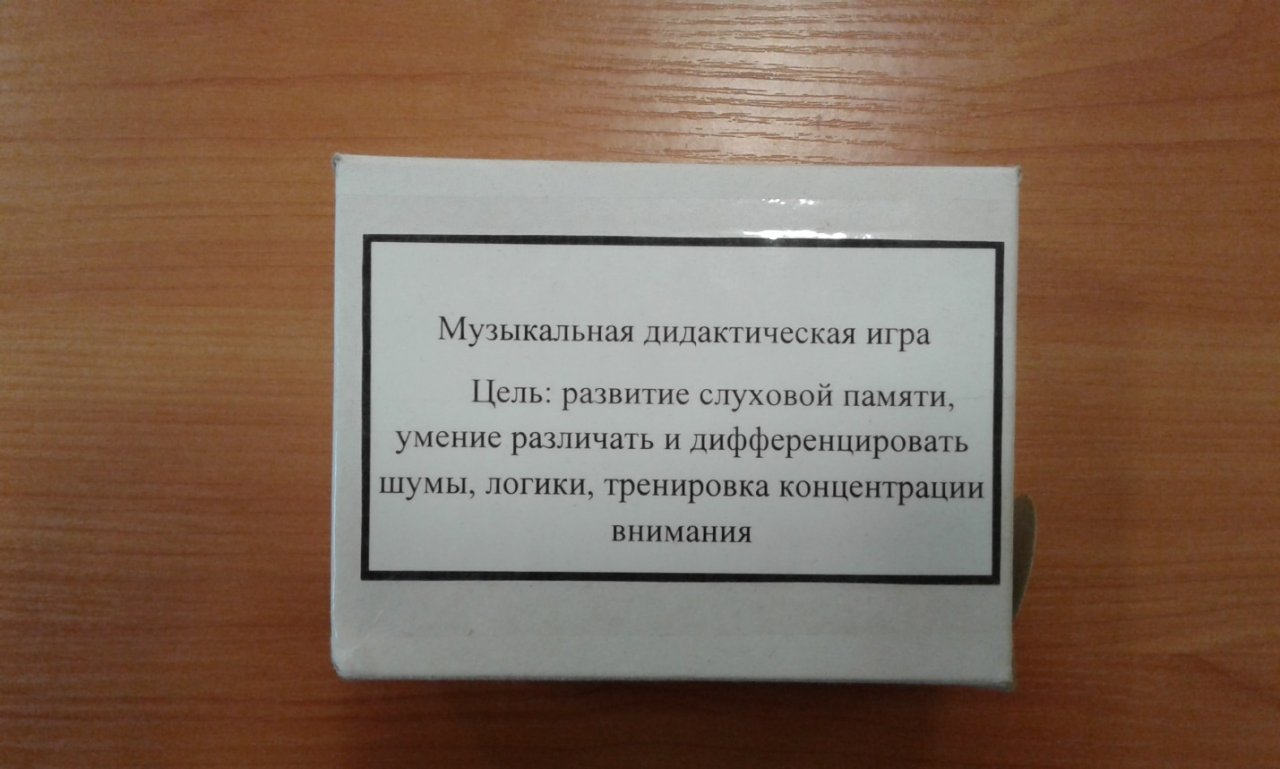 Музыкальная дидактическая игра
Цель: развитие слуховой памяти,
умение различать и дифференцировать
шумы, логики, тренировка концентрации
внимания